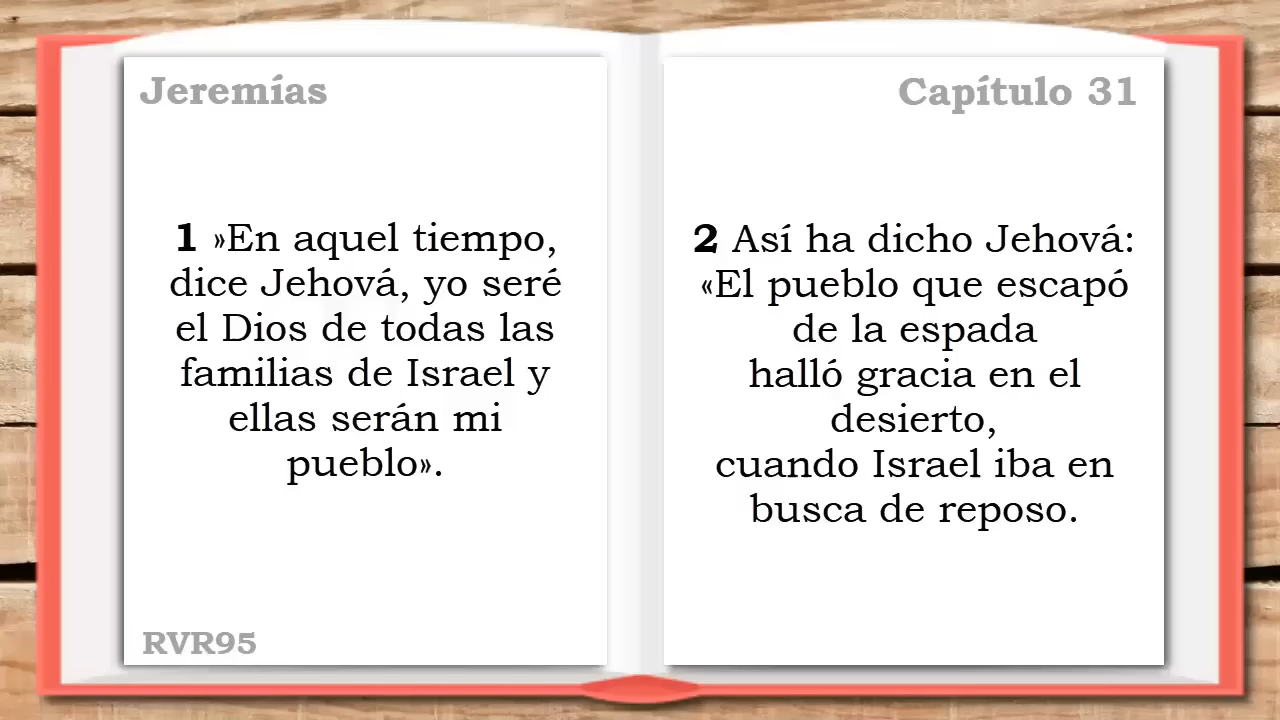 Jeremías
1 »En aquel tiempo,
dice Jehová, yo seré
el Dios de todas las
familias de Israel y
ellas serán mi
pueblo».
RVR95
Capítulo 31
2 Así ha dicho Jehová:
«El pueblo que escapó
de la espada
halló gracia en el
desierto,
cuando Israel iba en
busca de reposo.